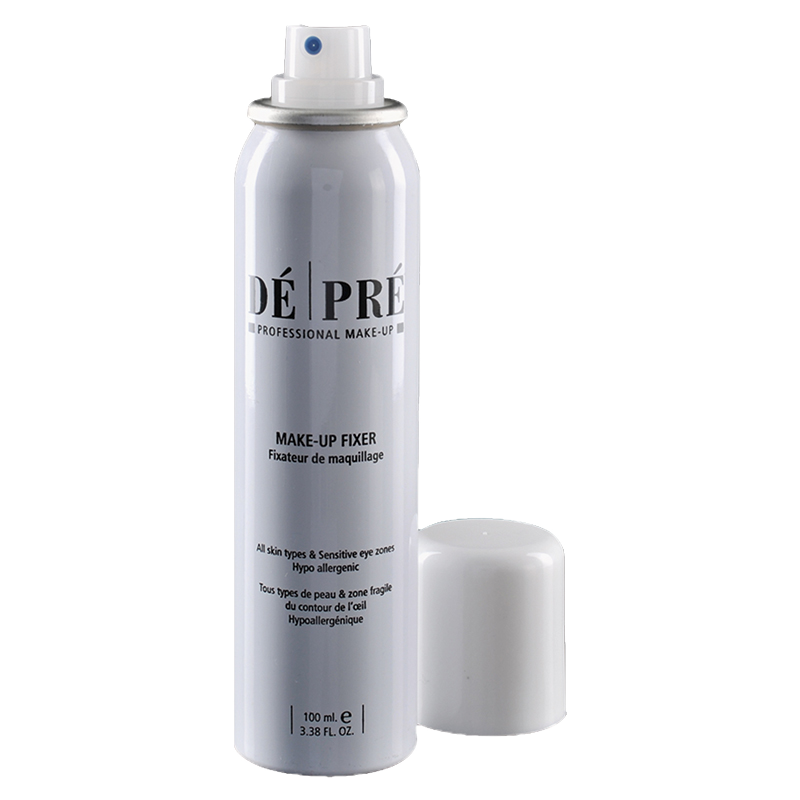 DÉ|PRÉ
PROFESSIONAL MAKE-UP
MAKE-UP FIXER
Fixateur de maquillage
All skin types & Sensitive eye zones
Hypo allergenic
Tous types de peau & zone fragile
du contour de l'œil
Hypoallergénique
100 ml. e
3.38 FL. OZ.